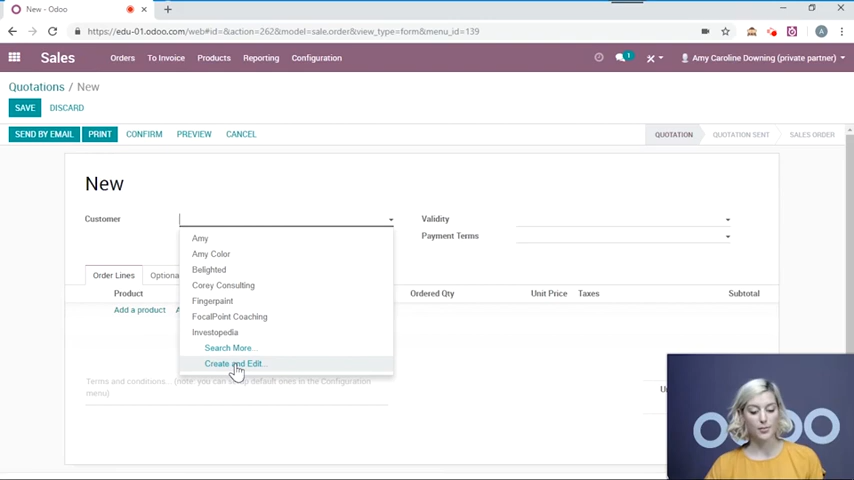 New - Odoo
https://edu-01.odoo.com/web#id=&action=262&model=sale.order&view_type=form&menu_id=139
Sales Orders To Invoice Products Reporting Configuration 1 Amy Caroline Downing (private partner)
Quotations / New
SAVE DISCARD
SEND BY EMAIL PRINT CONFIRM PREVIEW CANCEL QUOTATION QUOTATION SENT SALES ORDER
New
Customer Validity
Payment Terms
Amy
Amy Color
Belighted
Corey Consulting
Fingerpaint
FocalPoint Coaching
Investopedia
Search More...
Create and Edit...
Order Lines Optiona
Product Ordered Qty Unit Price Taxes Subtotal
Add a product A
Terms and conditions... (note: you can setup default ones in the Configuration
menu)
U
odoo